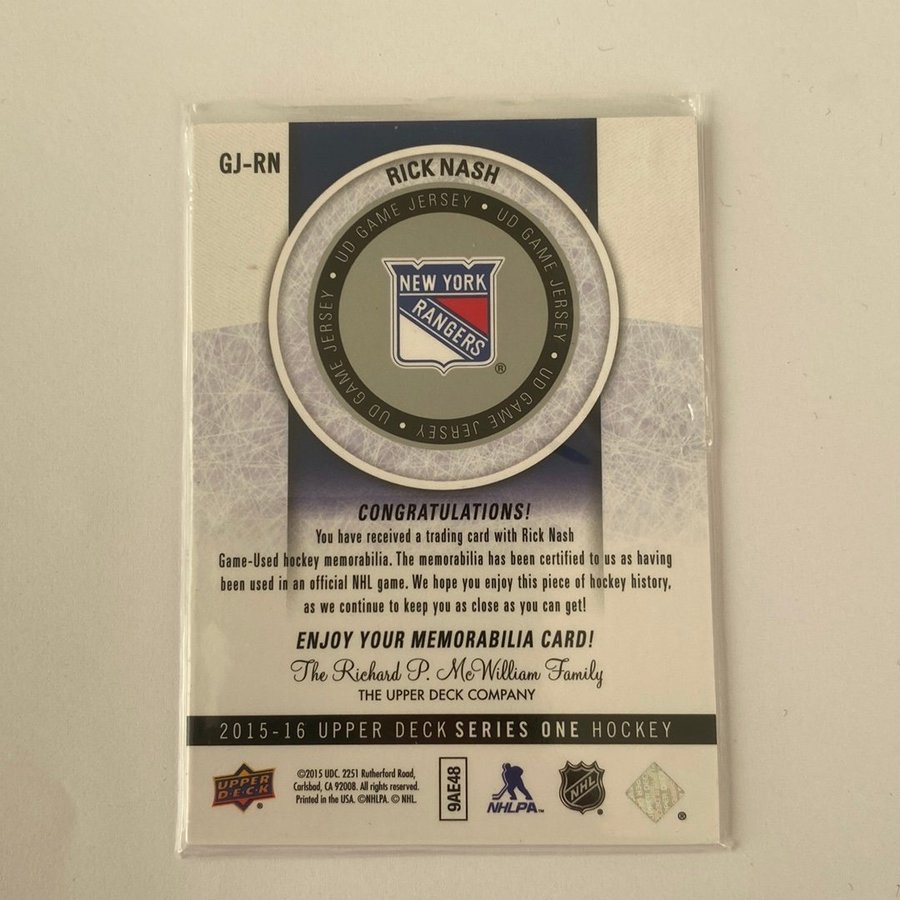 GJ-RN
RICK NASH
UD GAME JERSEY • UD GAME JERSEY • UD GAME JERSEY • UD GAME JERSEY •
NEW YORK
RANGERS
®
CONGRATULATIONS!
You have received a trading card with Rick Nash
Game-Used hockey memorabilia. The memorabilia has been certified to us as having
been used in an official NHL game. We hope you enjoy this piece of hockey history,
as we continue to keep you as close as you can get!
ENJOY YOUR MEMORABILIA CARD!
The Richard P. McWilliam Family
THE UPPER DECK COMPANY
2015-16 UPPER DECK SERIES ONE HOCKEY
UPPER
DECK
®
©2015 UDC. 2251 Rutherford Road,
Carlsbad, CA 92008. All rights reserved.
Printed in the USA. ©NHLPA. © NHL.
9AE48
NHLPA™
NHL
®
®